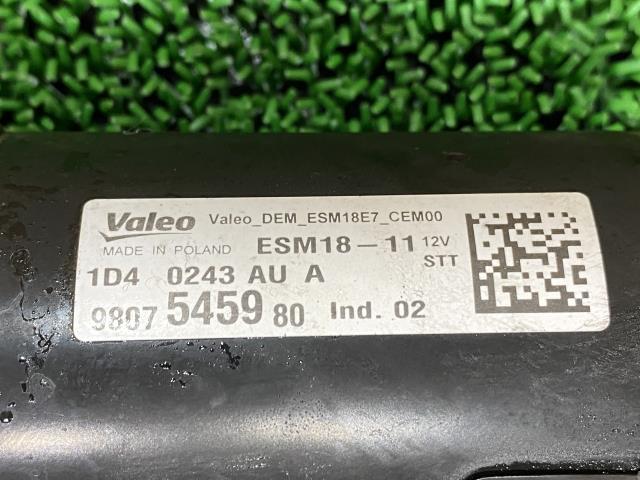 Valeo Valeo_DEM_ESM18E7_CEM00
MADE IN POLAND ESM18-11 12V
STT
1D4 0243 AU A
9807 5459 80 Ind. 02